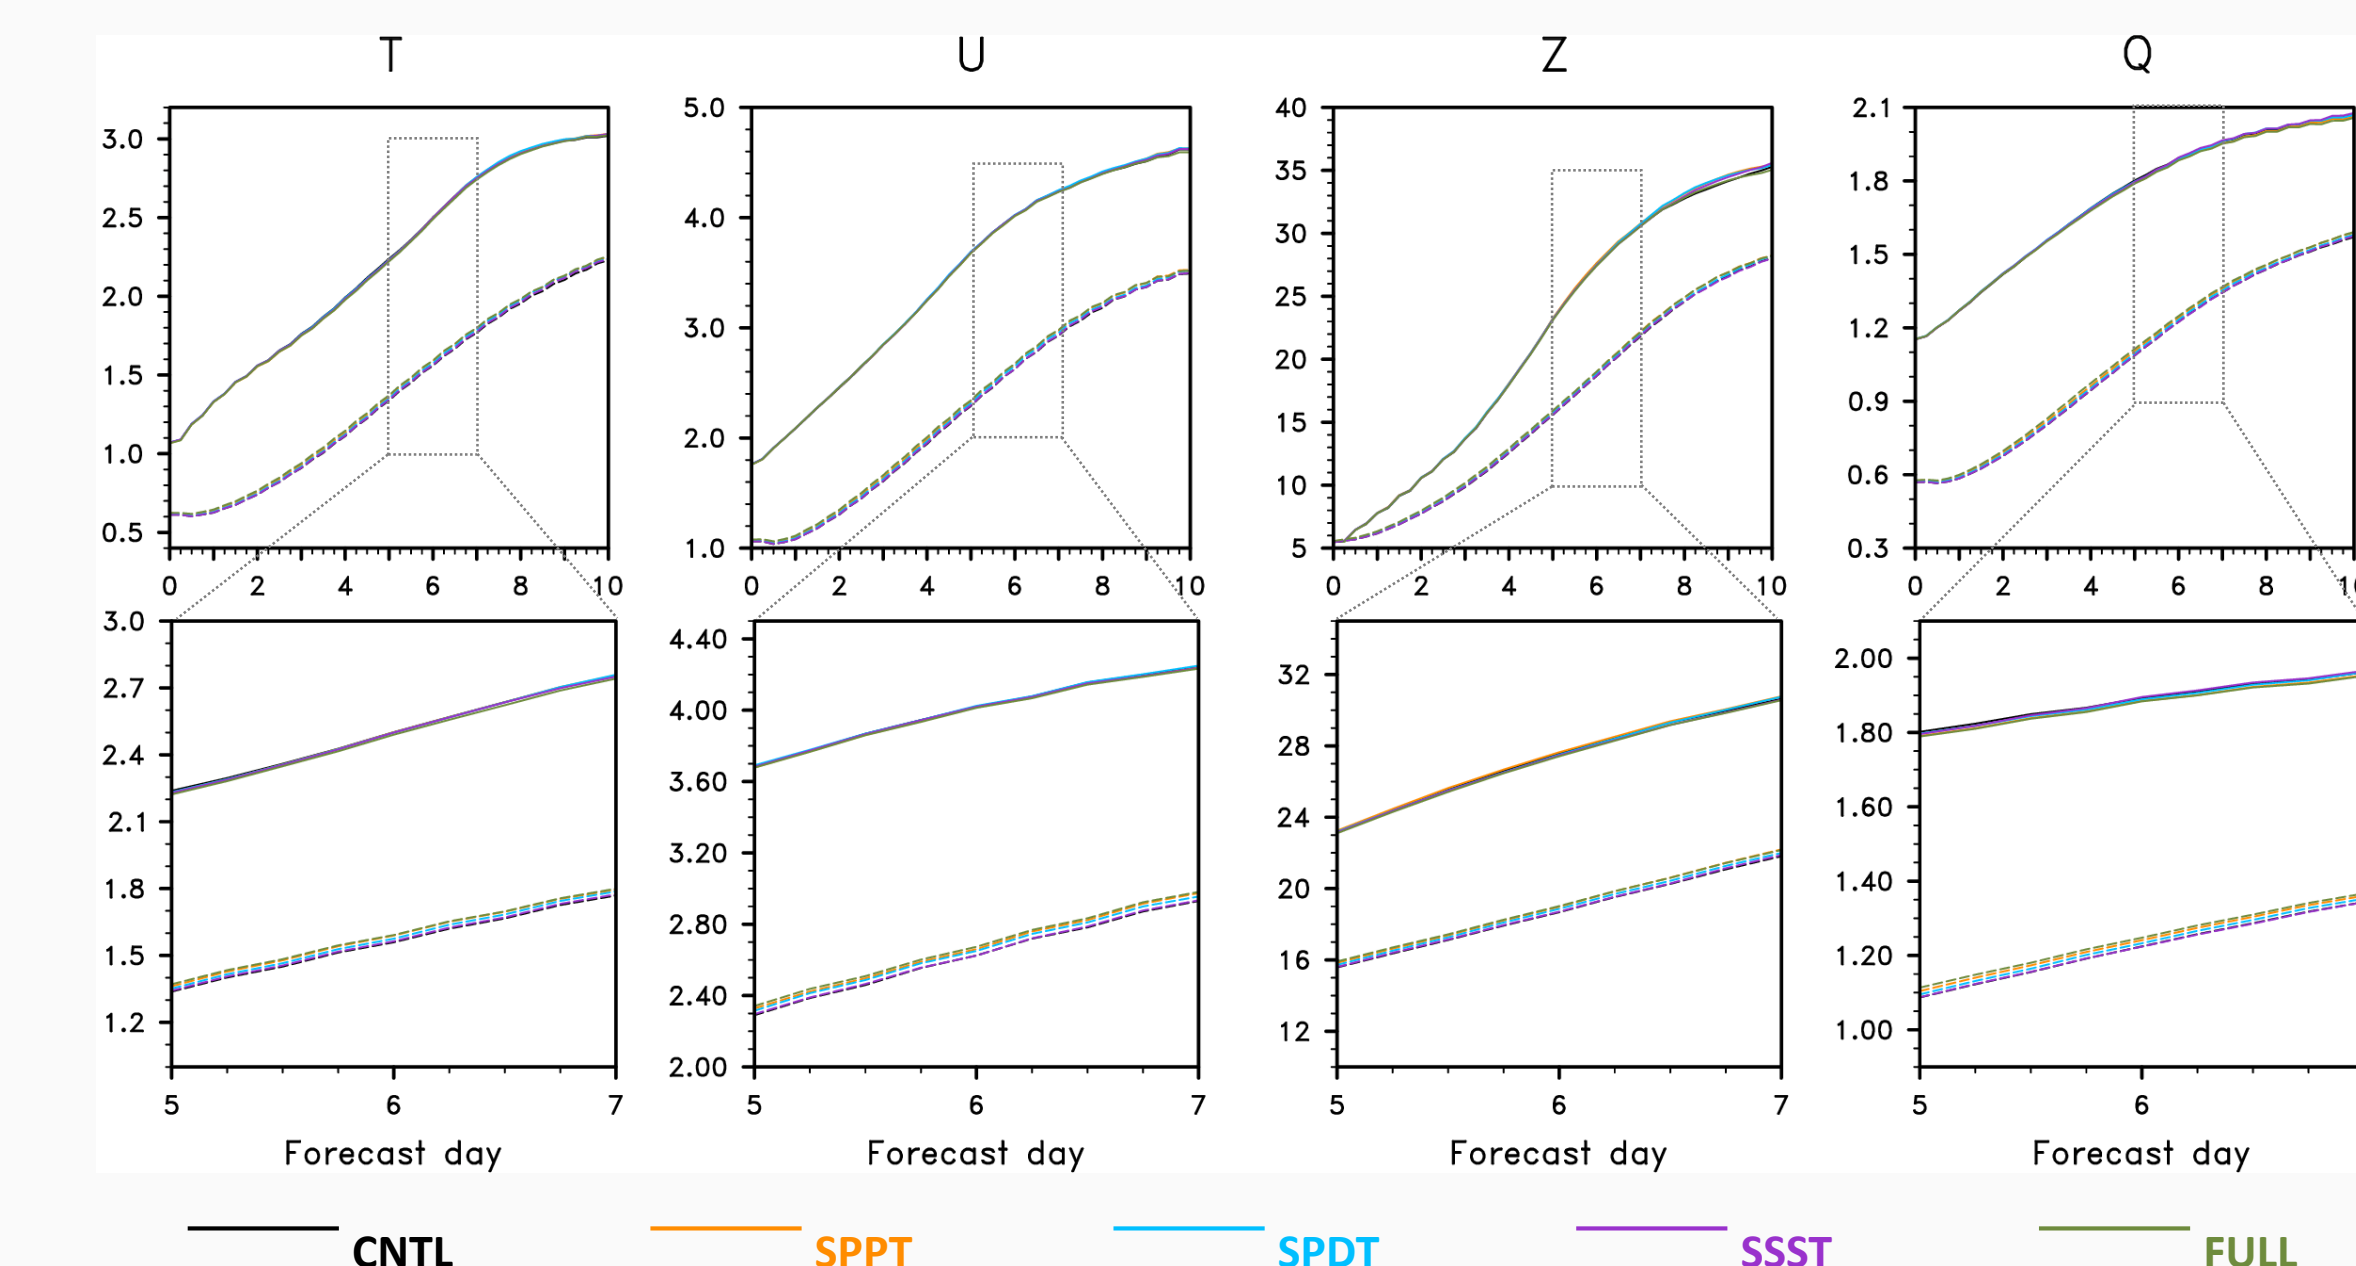 T U Z Q
3.0 5.0 40 2.1
2.5 4.0 35 1.8
2.0 3.0 30 1.5
1.5 2.0 25 1.2
1.0 1.0 20 0.9
0.5 15 0.6
10 0.3
5
0 2 4 6 8 10 0 2 4 6 8 10 0 2 4 6 8 10 0 2 4 6 8
3.0 4.40 32 2.00
2.7 4.00 28 1.80
2.4 3.60 24 1.60
2.1 3.20 20 1.40
1.8 2.80 16 1.20
1.5 2.40 12 1.00
1.2 2.00
5 6 7 5 6 7 5 6 7 5 6
Forecast day Forecast day Forecast day Forecast day
CNTL SPPT SPDT SSST FULL